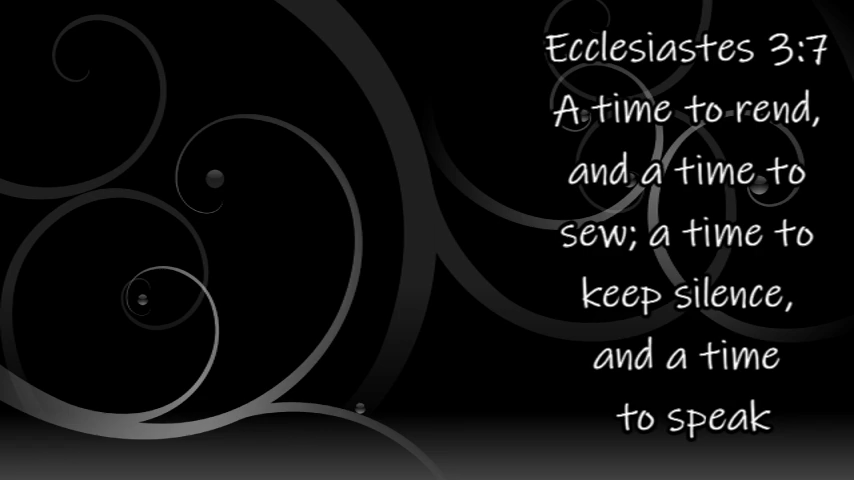 Ecclesiastes 3:7
A time to rend,
and a time to
sew; a time to
keep silence,
and a time
to speak